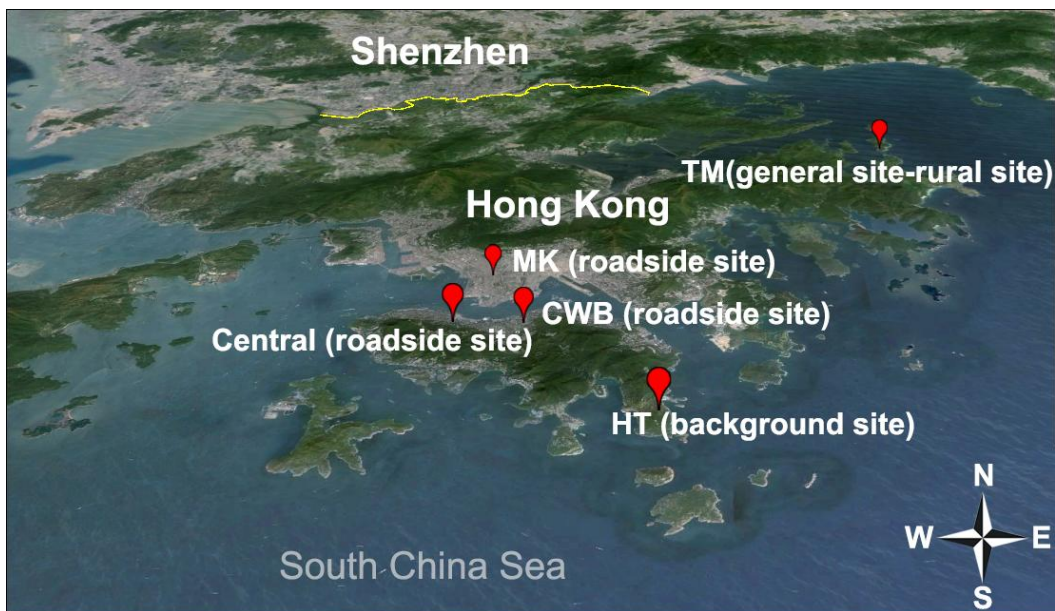 Shenzhen
TM(general site-rural site)
Hong Kong
MK (roadside site)
CWB (roadside site)
Central (roadside site)
HT (background site)
N
W E
S
South China Sea